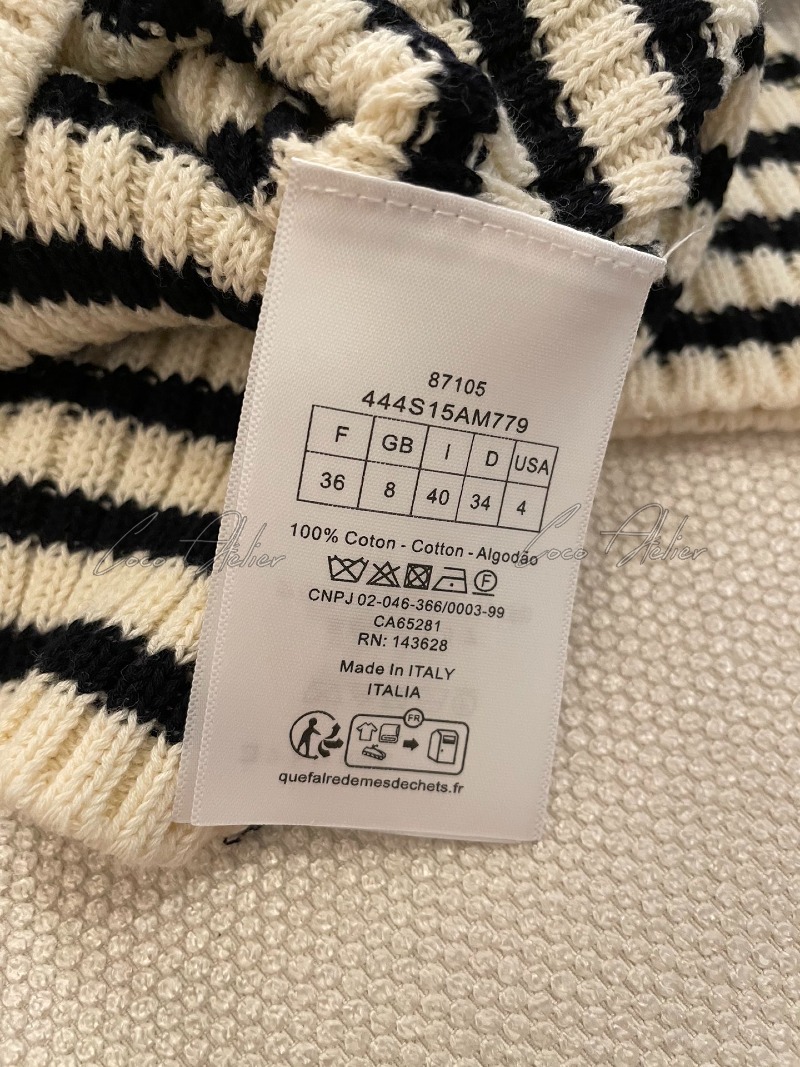 87105
444S15AM779
F GB I D USA
36 8 40 34 4
100% Coton - Cotton - Algodão
F
CNPJ 02-046-366/0003-99
CA65281
RN: 143628
Made In ITALY
ITALIA
FR
quefairedemesdechets.fr
Coco Atelier
Coco Atelier